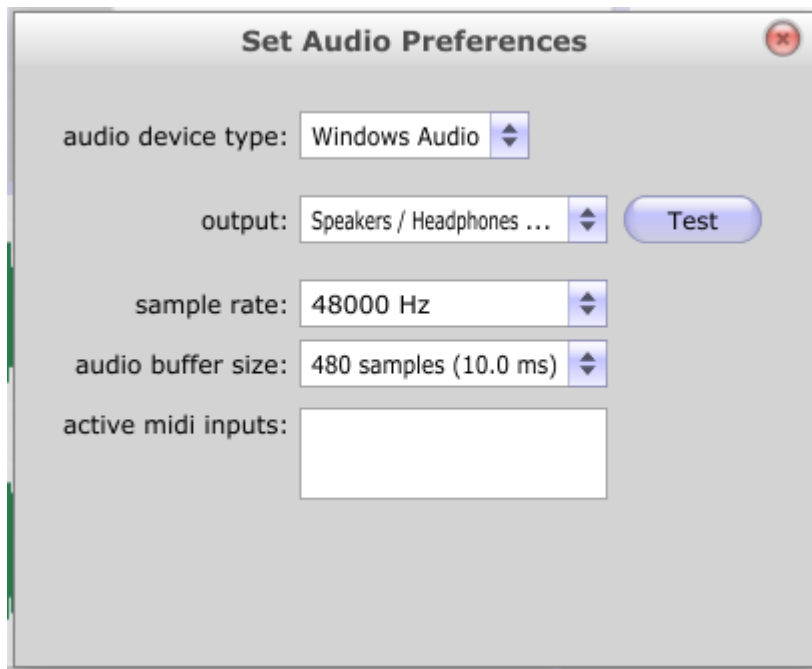 Set Audio Preferences
audio device type: Windows Audio
output: Speakers / Headphones ... Test
sample rate: 48000 Hz
audio buffer size: 480 samples (10.0 ms)
active midi inputs: